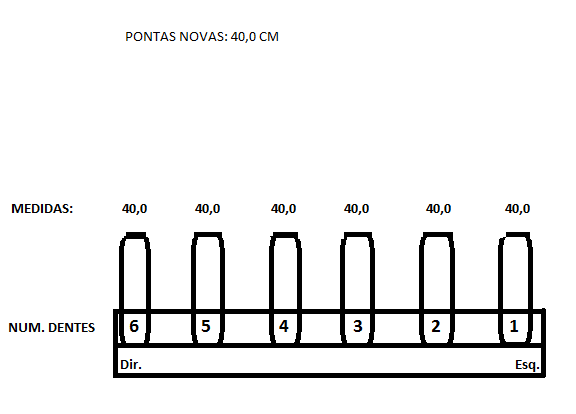 PONTAS NOVAS: 40,0 CM
MEDIDAS: 40,0 40,0 40,0 40,0 40,0 40,0
NUM. DENTES 6 5 4 3 2 1
Dir. Esq.